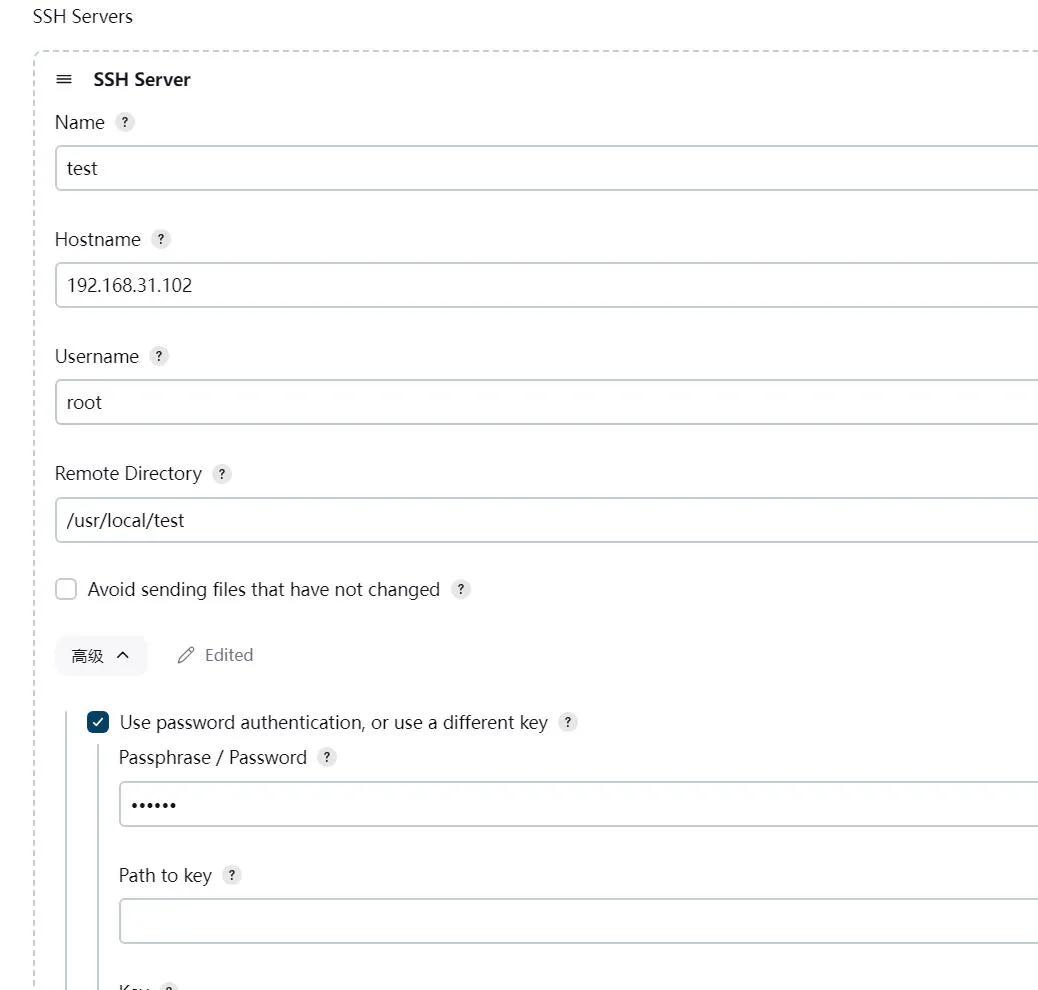 SSH Servers
SSH Server
Name ?
test
Hostname ?
192.168.31.102
Username ?
root
Remote Directory ?
/usr/local/test
Avoid sending files that have not changed ?
高级 Edited
Use password authentication, or use a different key ?
Passphrase / Password ?
••••••
Path to key ?
Key ?